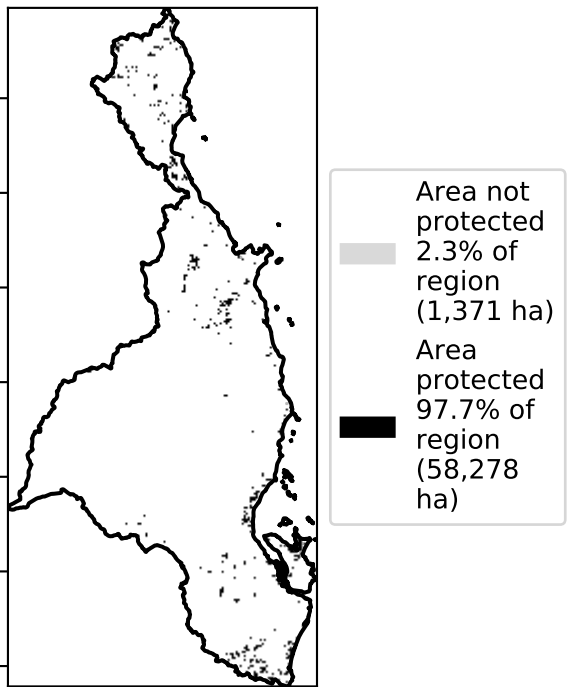 Area not
protected
2.3% of
region
(1,371 ha)
Area
protected
97.7% of
region
(58,278
ha)